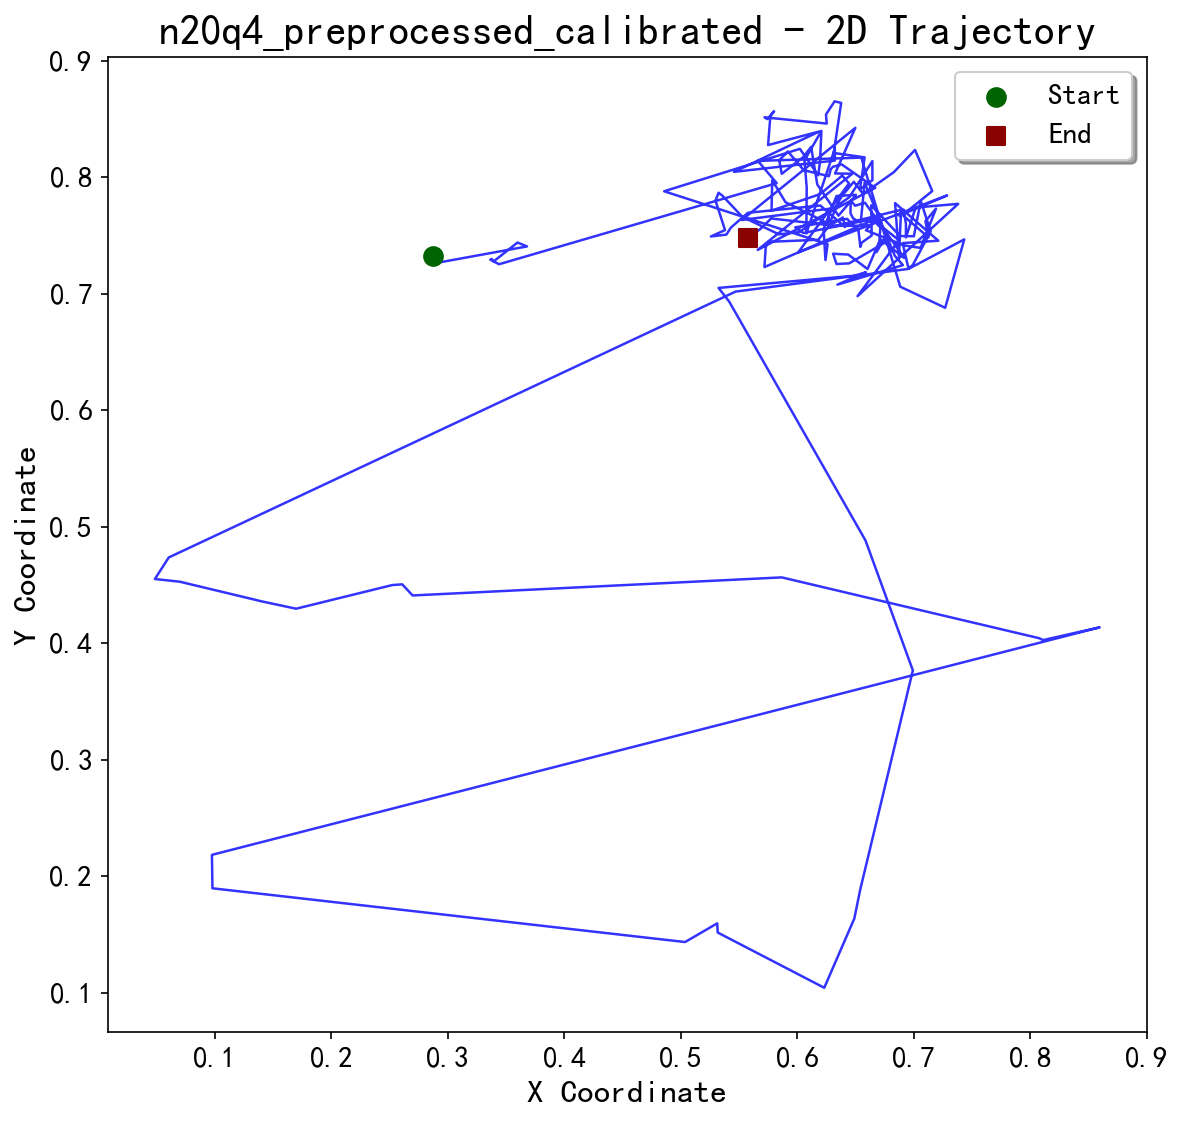 n20q4_preprocessed_calibrated - 2D Trajectory
Start
End
0.9
0.8
0.7
0.6
0.5
0.4
0.3
0.2
0.1
Y Coordinate
0.1 0.2 0.3 0.4 0.5 0.6 0.7 0.8 0.9
X Coordinate